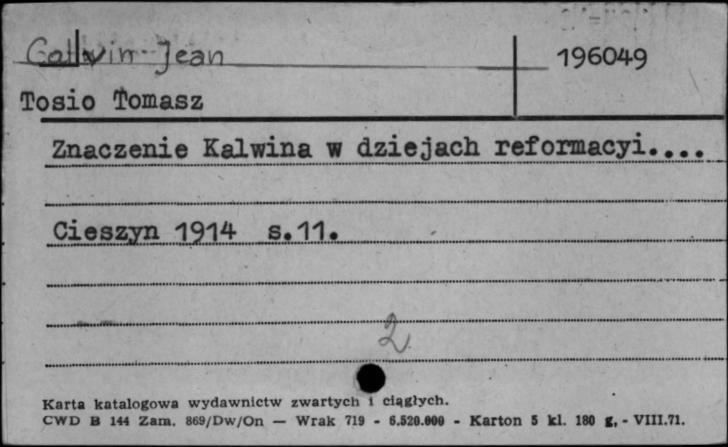 Calvin Jean
196049
Tosio Tomasz
Znaczenie Kalwina w dziejach reformacyi....
Cieszyn 1914 s.11.
2
Karta katalogowa wydawnictw zwartych i ciągłych.
CWD B 144 Zam. 869/Dw/On — Wrak 719 - 6.520.000 - Karton 5 kl. 180 g, - VIII.71.